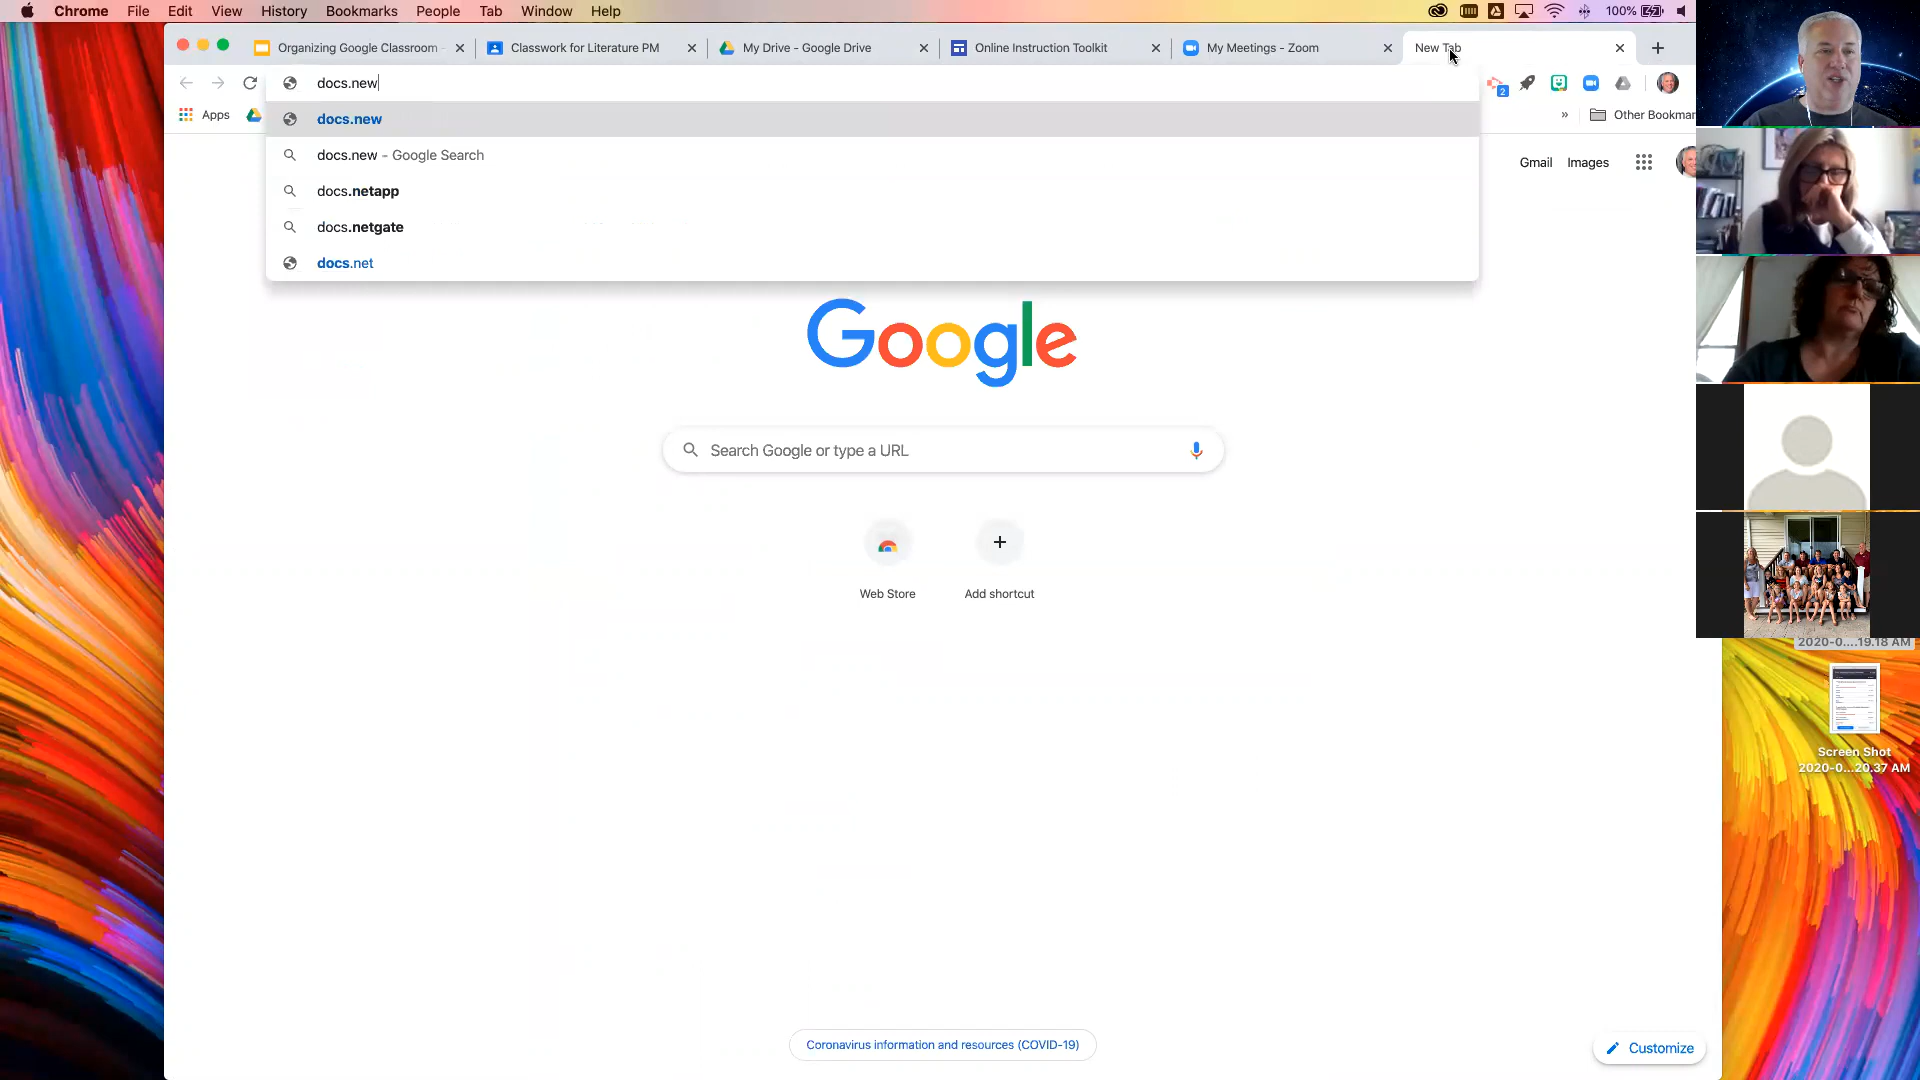 Chrome File Edit View History Bookmarks People Tab Window Help
100%
Organizing Google Classroom -
Classwork for Literature PM
My Drive - Google Drive
Online Instruction Toolkit
My Meetings - Zoom
New Tab
docs.new
2
Apps
»
Other Bookmar
docs.new
docs.new - Google Search
docs.netapp
docs.netgate
docs.net
Gmail Images
Google
Search Google or type a URL
Web Store
Add shortcut
2020-0....19.18 AM
Screen Shot
2020-0...20.37 AM
Coronavirus information and resources (COVID-19)
Customize